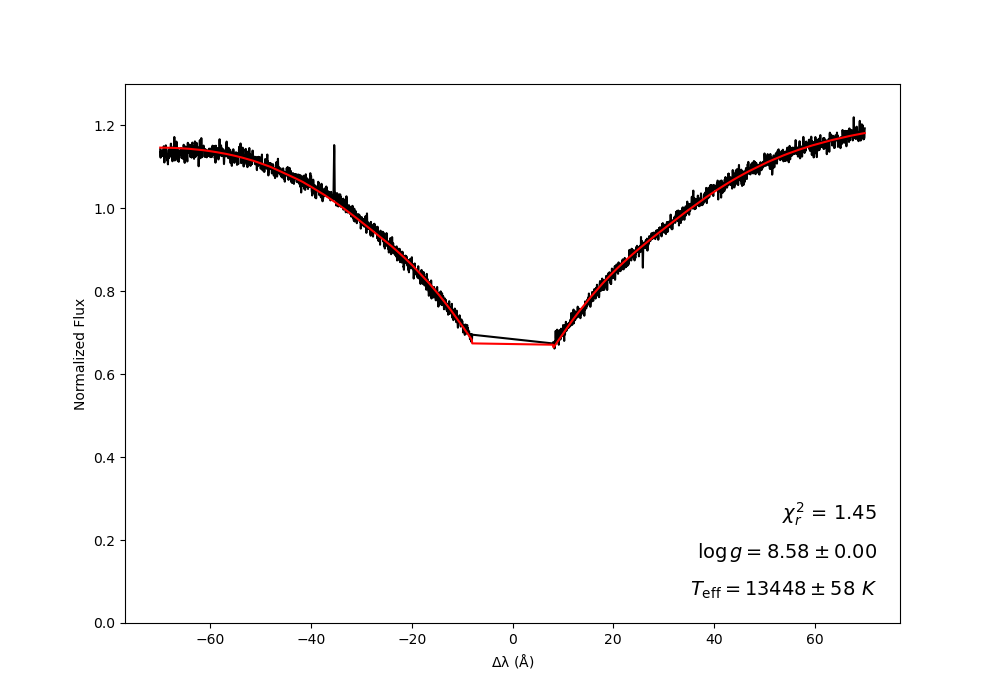 1.2
1.0
0.8
0.6
0.4
0.2
0.0
Normalized Flux
χ²ᵣ = 1.45
log g = 8.58 ± 0.00
T_eff = 13448 ± 58 K
−60 −40 −20 0 20 40 60
Δλ (Å)